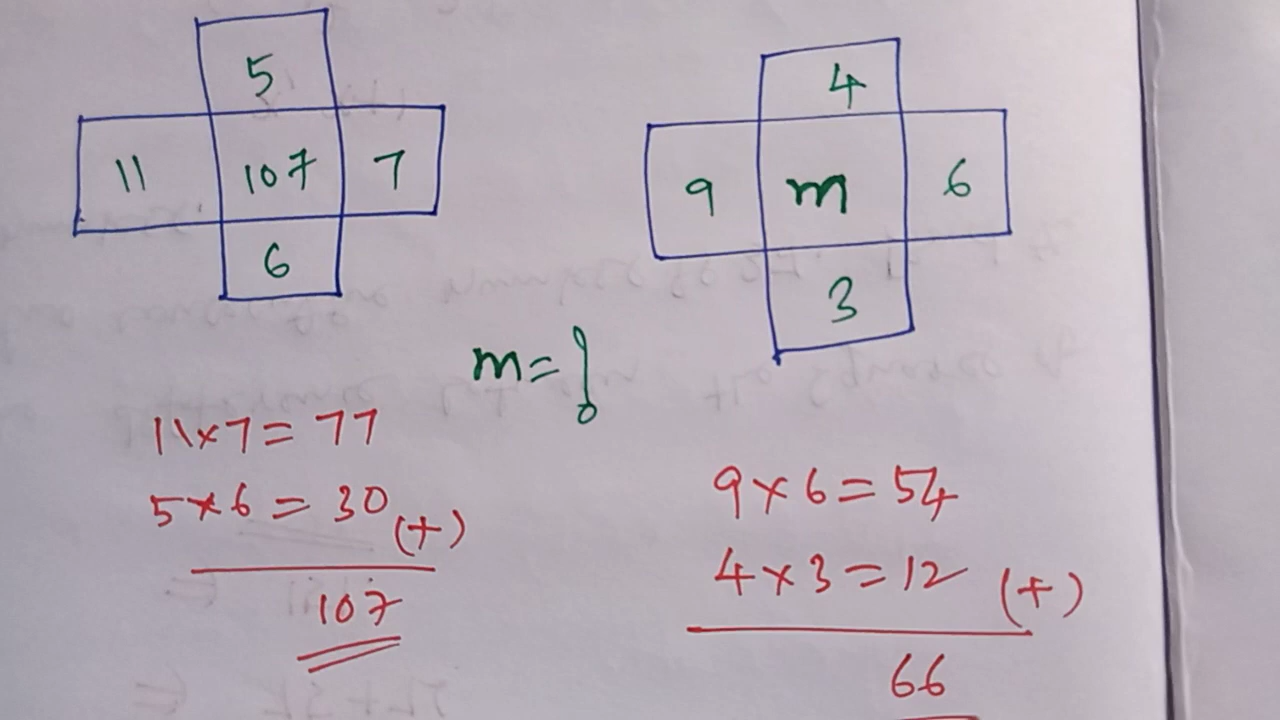 5
11 107 7
6
4
9 m 6
3
m = ?
11 × 7 = 77
5 × 6 = 30 (+)
107
9 × 6 = 54
4 × 3 = 12 (+)
66